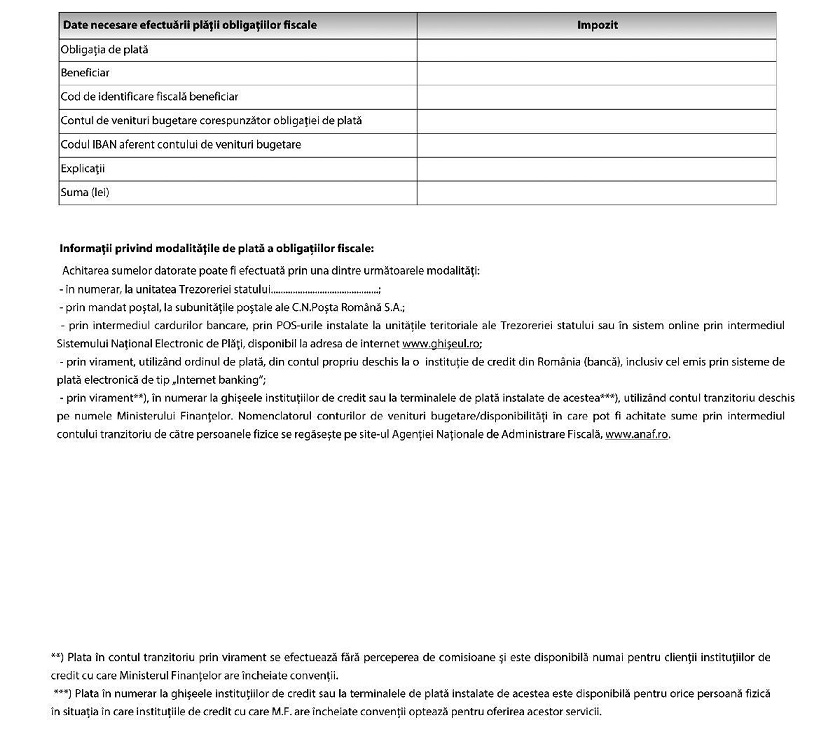 Date necesare efectuării plății obligațiilor fiscale Impozit
Obligația de plată
Beneficiar
Cod de identificare fiscală beneficiar
Contul de venituri bugetare corespunzător obligației de plată
Codul IBAN aferent contului de venituri bugetare
Explicații
Suma (lei)
Informații privind modalitățile de plată a obligațiilor fiscale:
Achitarea sumelor datorate poate fi efectuată prin una dintre următoarele modalități:
- în numerar, la unitatea Trezoreriei statului............................................;
- prin mandat poștal, la subunitățile poștale ale C.N.Poșta Română S.A.;
- prin intermediul cardurilor bancare, prin POS-urile instalate la unitățile teritoriale ale Trezoreriei statului sau în sistem online prin intermediul
Sistemului Național Electronic de Plăți, disponibil la adresa de internet www.ghișeul.ro;
- prin virament, utilizând ordinul de plată, din contul propriu deschis la o instituție de credit din România (bancă), inclusiv cel emis prin sisteme de
plată electronică de tip „Internet banking”;
- prin virament**), în numerar la ghișeele instituțiilor de credit sau la terminalele de plată instalate de acestea***), utilizând contul tranzitoriu deschis
pe numele Ministerului Finanțelor. Nomenclatorul conturilor de venituri bugetare/disponibilități în care pot fi achitate sume prin intermediul
contului tranzitoriu de către persoanele fizice se regăsește pe site-ul Agenției Naționale de Administrare Fiscală, www.anaf.ro.
**) Plata în contul tranzitoriu prin virament se efectuează fără perceperea de comisioane și este disponibilă numai pentru clienții instituțiilor de
credit cu care Ministerul Finanțelor are încheiate convenții.
***) Plata în numerar la ghișeele instituțiilor de credit sau la terminalele de plată instalate de acestea este disponibilă pentru orice persoană fizică
în situația în care instituțiile de credit cu care M.F. are încheiate convenții optează pentru oferirea acestor servicii.